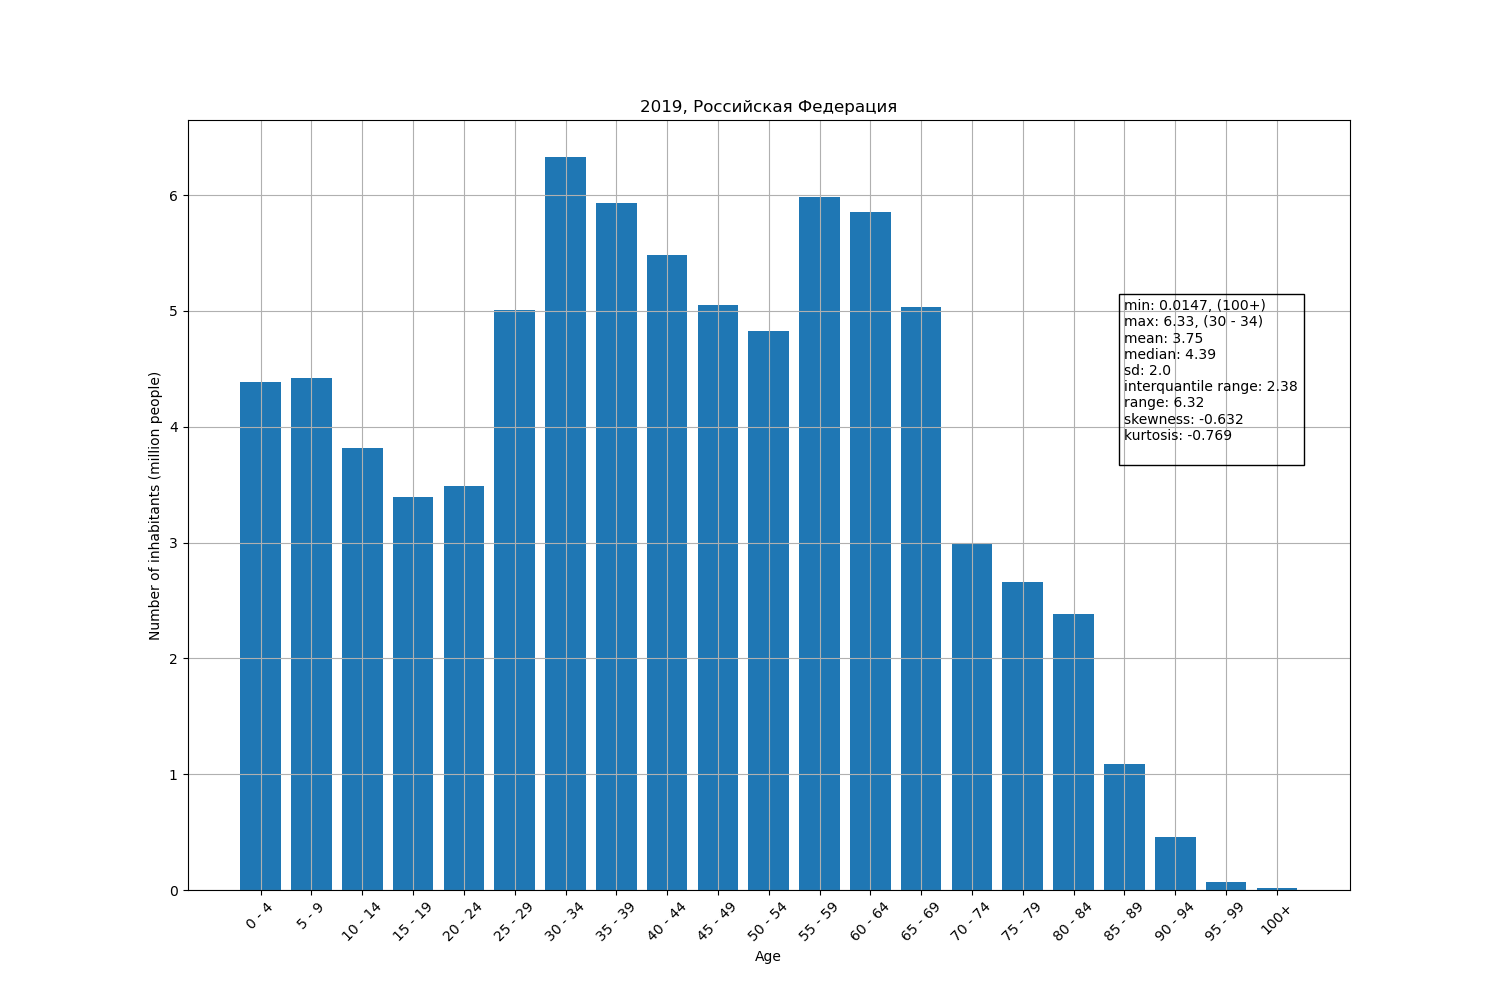 2019, Российская Федерация
Number of inhabitants (million people)
6
5
4
3
2
1
0
min: 0.0147, (100+)
max: 6.33, (30 - 34)
mean: 3.75
median: 4.39
sd: 2.0
interquantile range: 2.38
range: 6.32
skewness: -0.632
kurtosis: -0.769
0 - 4
5 - 9
10 - 14
15 - 19
20 - 24
25 - 29
30 - 34
35 - 39
40 - 44
45 - 49
50 - 54
55 - 59
60 - 64
65 - 69
70 - 74
75 - 79
80 - 84
85 - 89
90 - 94
95 - 99
100+
Age